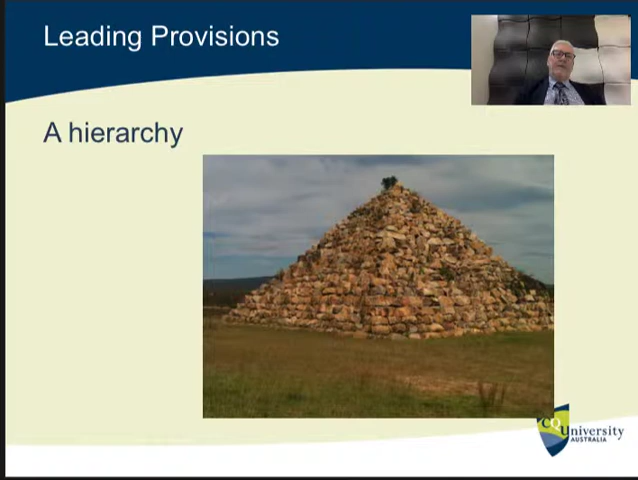 Leading Provisions
A hierarchy
CQUniversity
AUSTRALIA